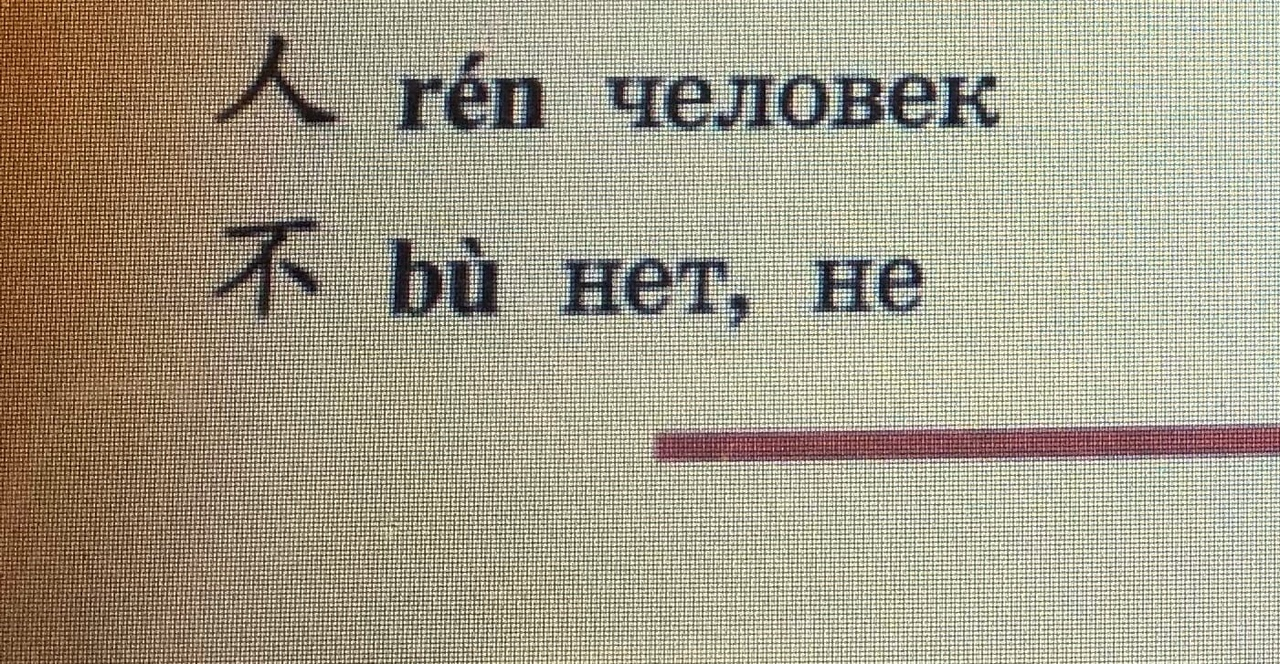 人 rén человек
不 bù нет, не